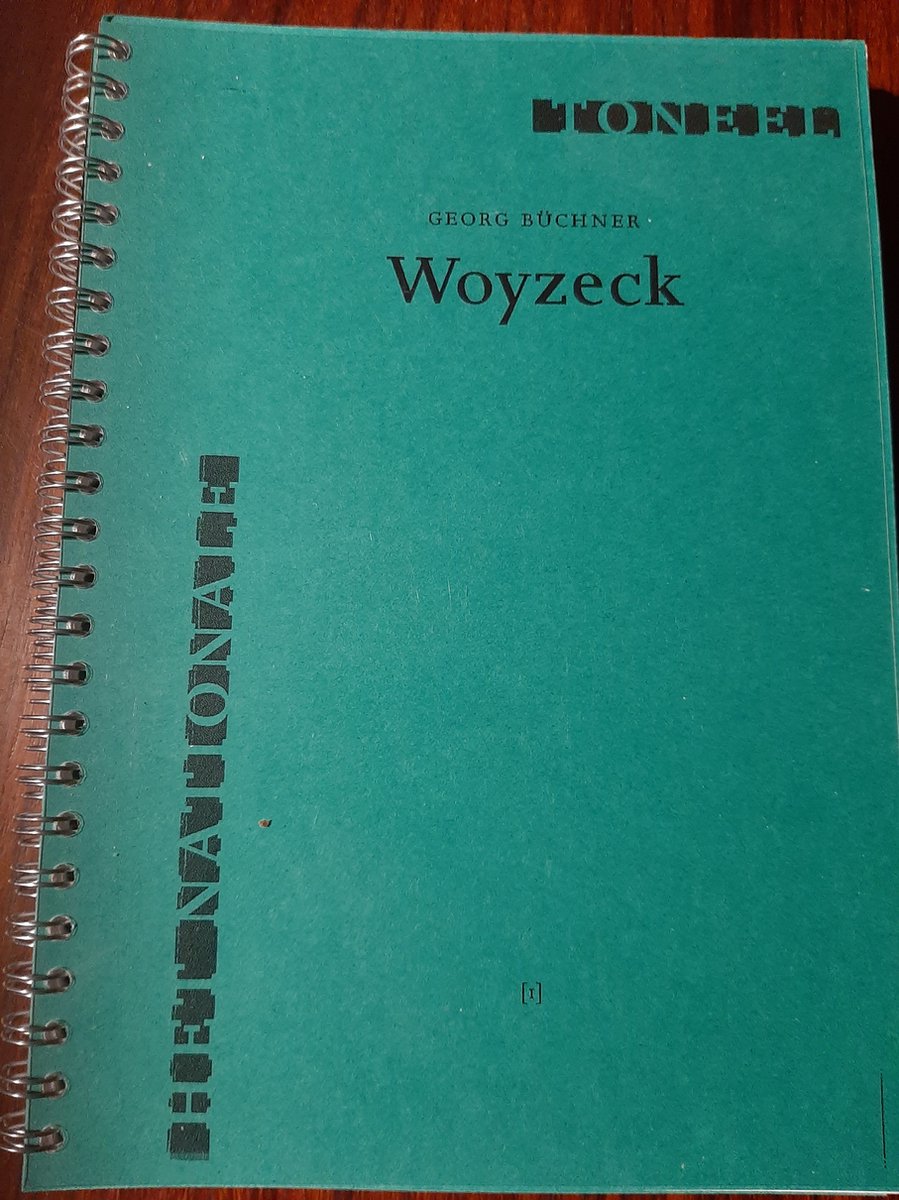 TONEEL
GEORG BÜCHNER
Woyzeck
HET NATIONALE
[1]